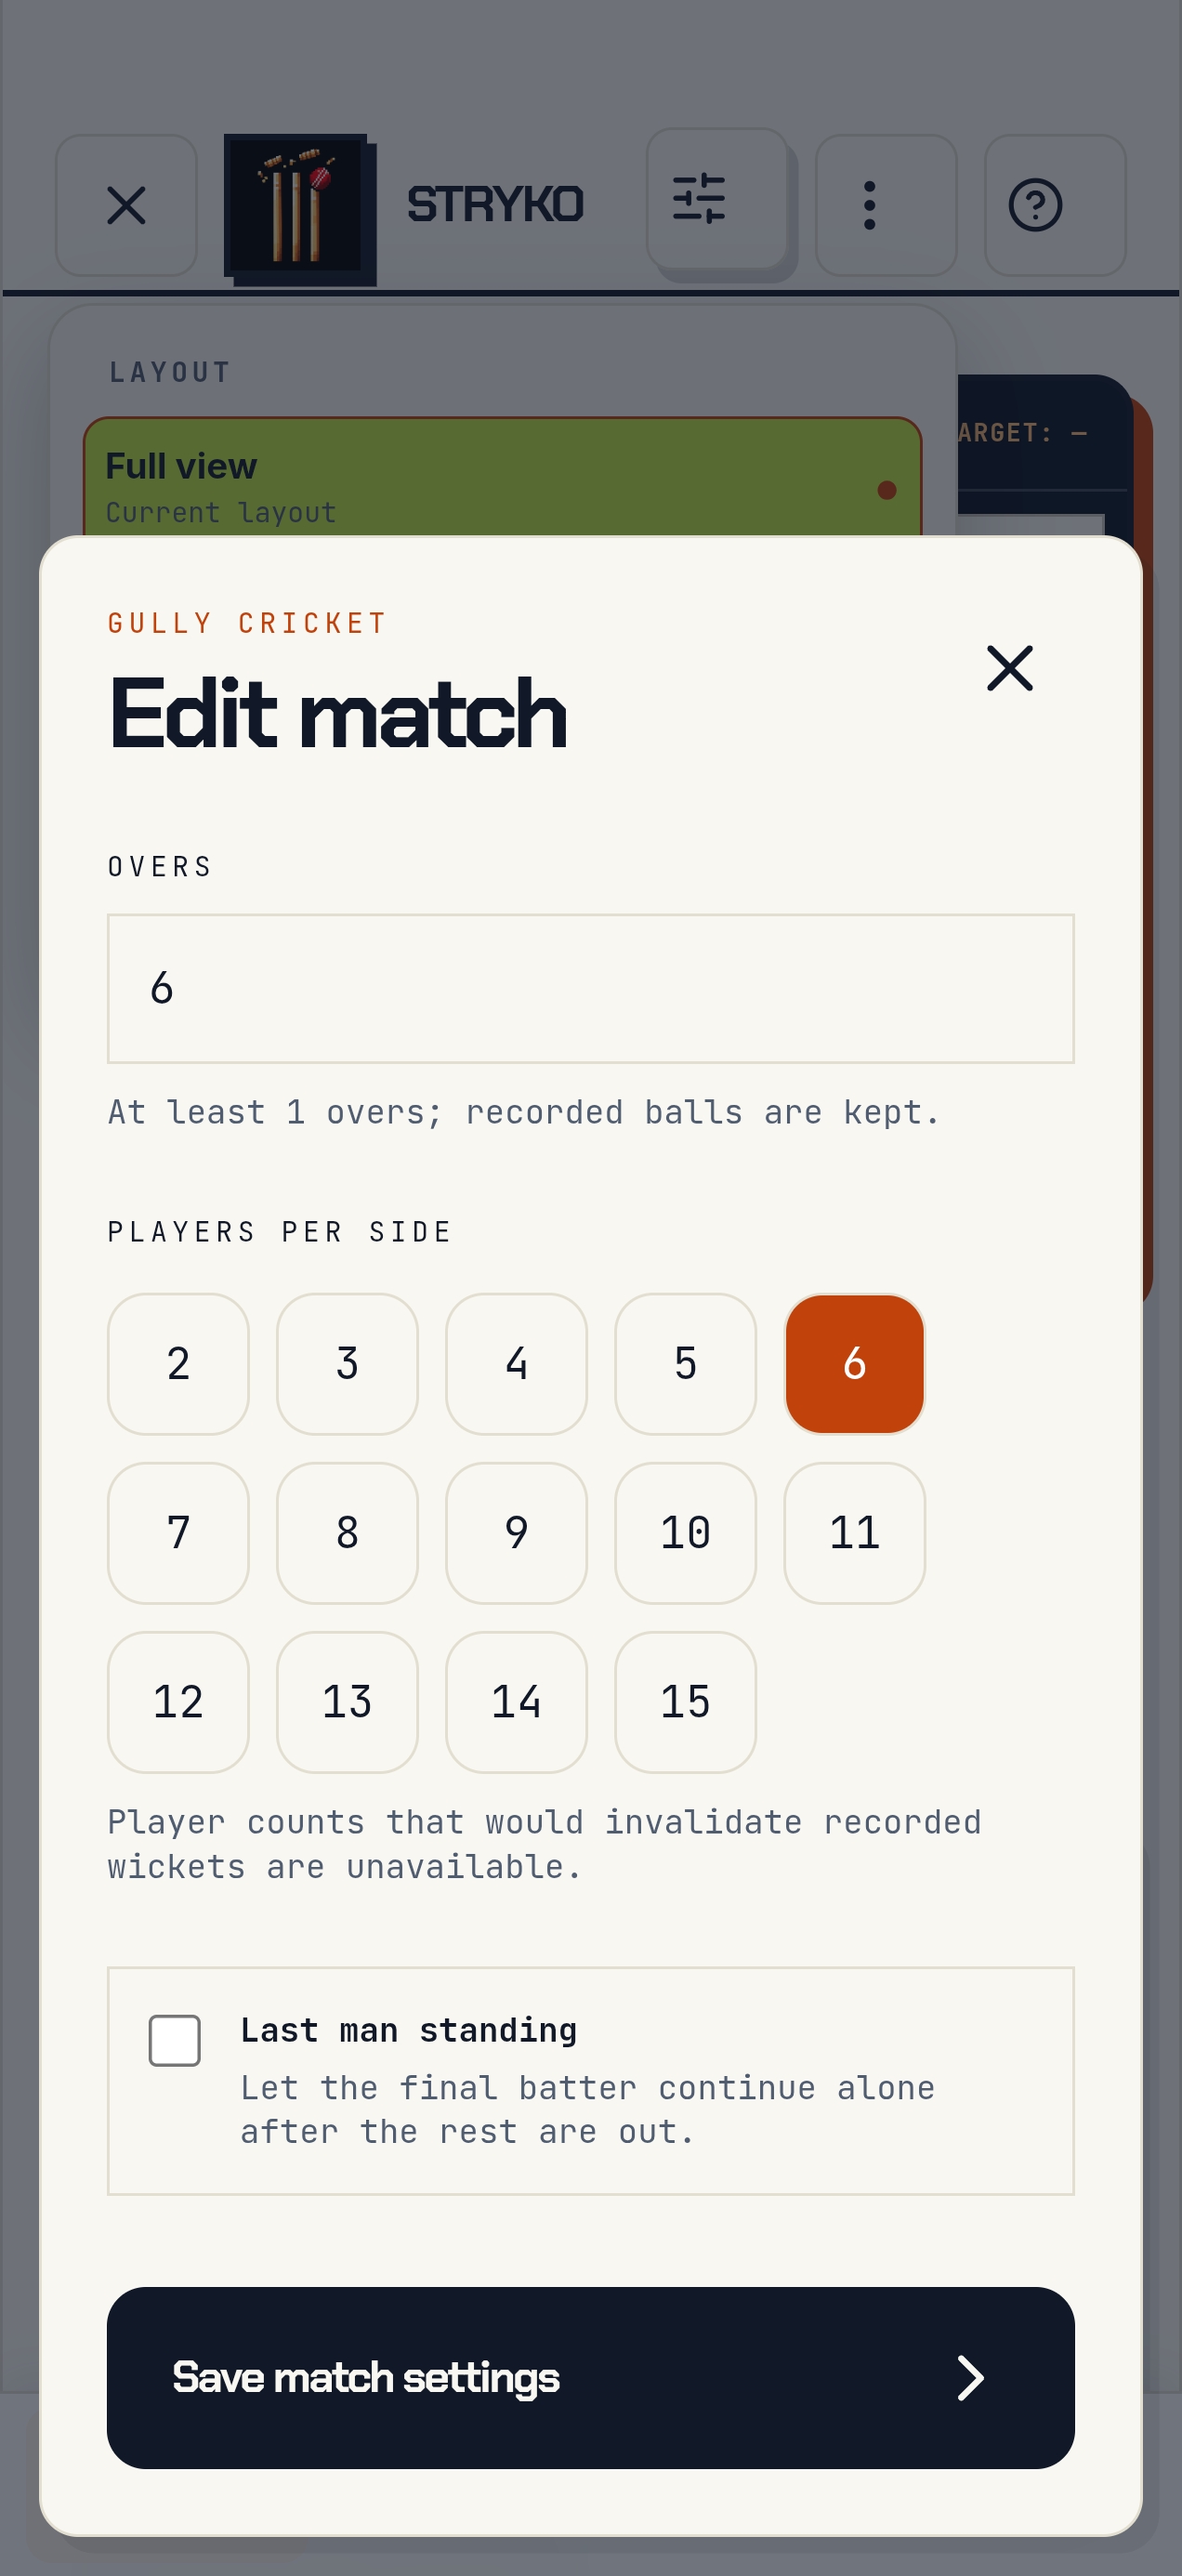 STRYKO
LAYOUT
Full view
Current layout
ARGET: –
GULLY CRICKET
Edit match
OVERS
6
At least 1 overs; recorded balls are kept.
PLAYERS PER SIDE
2 3 4 5 6
7 8 9 10 11
12 13 14 15
Player counts that would invalidate recorded
wickets are unavailable.
Last man standing
Let the final batter continue alone
after the rest are out.
Save match settings